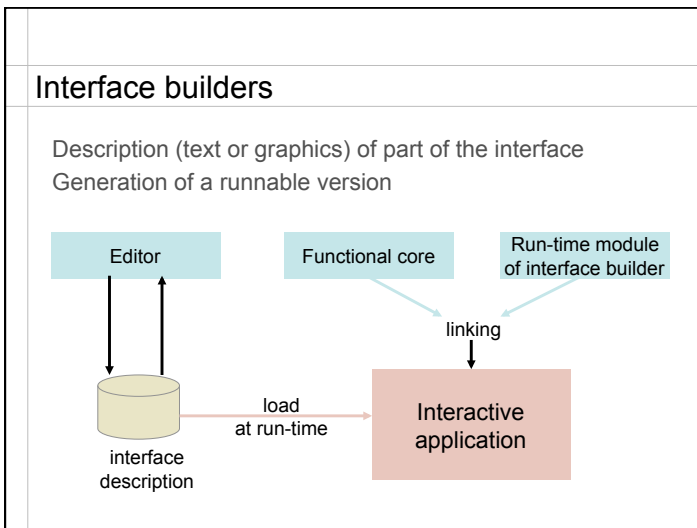 Interface builders
Description (text or graphics) of part of the interface
Generation of a runnable version
Editor
Functional core
Run-time module
of interface builder
linking
load
at run-time
Interactive
application
interface
description